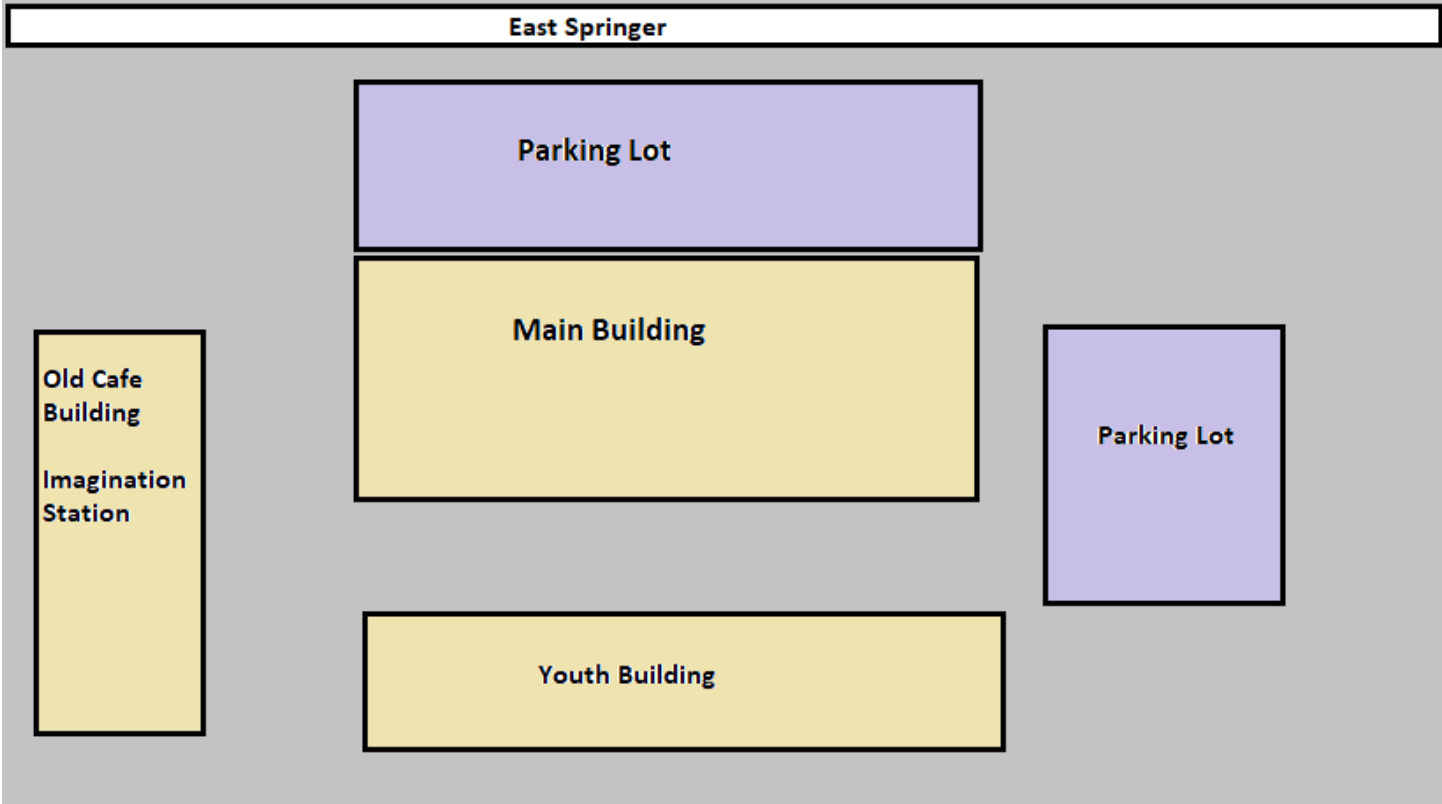 East Springer
Parking Lot
Main Building
Old Cafe
Building
Imagination
Station
Parking Lot
Youth Building